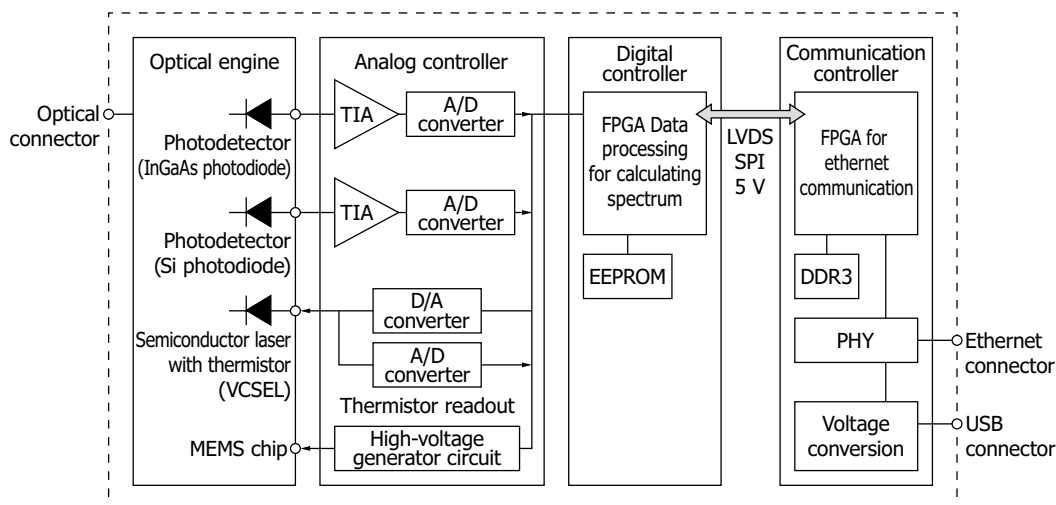 Optical
connector
Optical engine
Photodetector
(InGaAs photodiode)
Photodetector
(Si photodiode)
Semiconductor laser
with thermistor
(VCSEL)
MEMS chip
Analog controller
TIA
A/D
converter
TIA
A/D
converter
D/A
converter
A/D
converter
Thermistor readout
High-voltage
generator circuit
Digital
controller
FPGA Data
processing
for calculating
spectrum
EEPROM
LVDS
SPI
5 V
Communication
controller
FPGA for
ethernet
communication
DDR3
PHY
Voltage
conversion
Ethernet
connector
USB
connector